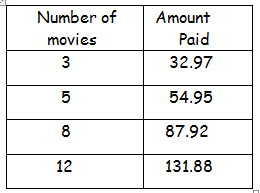 Number of Amount
movies Paid
3 32.97
5 54.95
8 87.92
12 131.88